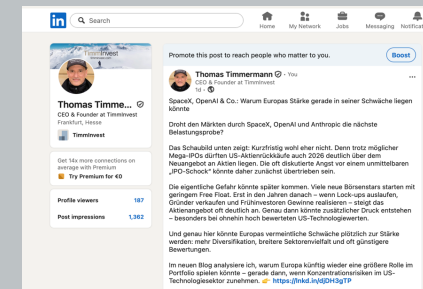 in
Search
Home
My Network
Jobs
Messaging
Notificat
TimmInvest
Thomas Timme...
CEO & Founder at TimmInvest
Frankfurt, Hesse
TimmInvest
Get 14x more connections on
average with Premium
Try Premium for €0
Profile viewers 187
Post impressions 1,362
Promote this post to reach people who matter to you.
Boost
Thomas Timmermann • You
CEO & Founder at TimmInvest
1d •
SpaceX, OpenAI & Co.: Warum Europas Stärke gerade in seiner Schwäche liegen
könnte
Droht den Märkten durch SpaceX, OpenAI und Anthropic die nächste
Belastungsprobe?
Das Schaubild unten zeigt: Kurzfristig wohl eher nicht. Denn trotz möglicher
Mega-IPOs dürften US-Aktienrückkäufe auch 2026 deutlich über dem
Neuangebot an Aktien liegen. Die oft diskutierte Angst vor einem unmittelbaren
„IPO-Schock" könnte daher zunächst übertrieben sein.
Die eigentliche Gefahr könnte später kommen. Viele neue Börsenstars starten mit
geringem Free Float. Erst in den Jahren danach – wenn Lock-ups auslaufen,
Gründer verkaufen und Frühinvestoren Gewinne realisieren – steigt das
Aktienangebot oft deutlich an. Genau dann könnte zusätzlicher Druck entstehen
– besonders bei ohnehin hoch bewerteten US-Technologiewerten.
Und genau hier könnte Europas vermeintliche Schwäche plötzlich zur Stärke
werden: mehr Diversifikation, breitere Sektorenvielfalt und oft günstigere
Bewertungen.
Im neuen Blog analysiere ich, warum Europa künftig wieder eine größere Rolle im
Portfolio spielen könnte – gerade dann, wenn Konzentrationsrisiken im US-
Technologiesektor zunehmen. 👉 https://lnkd.in/djDH3gTP